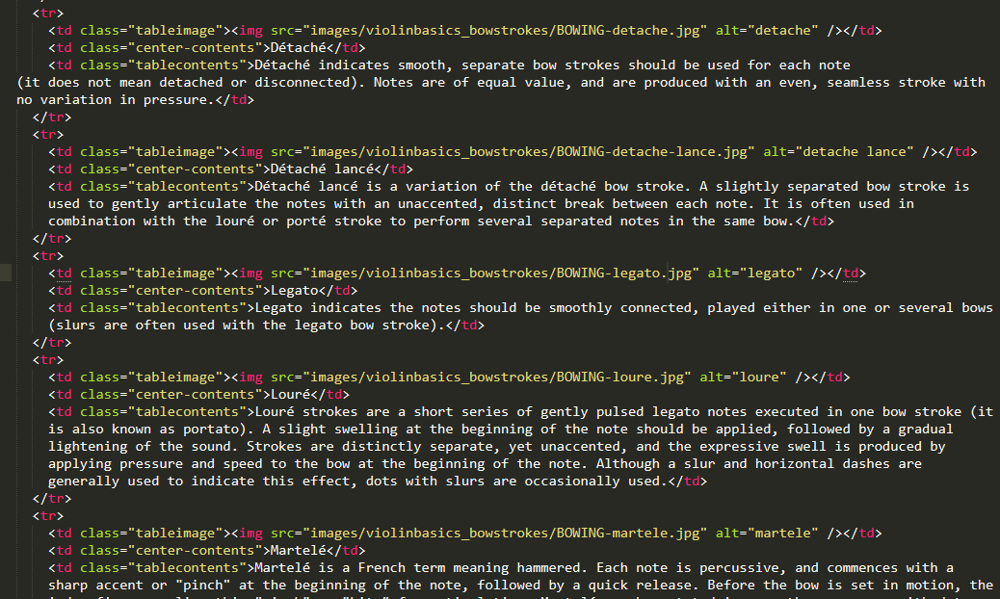 <tr>
<td class="tableimage"><img src="images/violinbasics_bowstrokes/BOWING-detache.jpg" alt="detache" /></td>
<td class="center-contents">Détaché</td>
<td class="tablecontents">Détaché indicates smooth, separate bow strokes should be used for each note
(it does not mean detached or disconnected). Notes are of equal value, and are produced with an even, seamless stroke with
no variation in pressure.</td>
</tr>
<tr>
<td class="tableimage"><img src="images/violinbasics_bowstrokes/BOWING-detache-lance.jpg" alt="detache lance" /></td>
<td class="center-contents">Détaché lancé</td>
<td class="tablecontents">Détaché lancé is a variation of the détaché bow stroke. A slightly separated bow stroke is
used to gently articulate the notes with an unaccented, distinct break between each note. It is often used in
combination with the louré or porté stroke to perform several separated notes in the same bow.</td>
</tr>
<tr>
<td class="tableimage"><img src="images/violinbasics_bowstrokes/BOWING-legato.jpg" alt="legato" /></td>
<td class="center-contents">Legato</td>
<td class="tablecontents">Legato indicates the notes should be smoothly connected, played either in one or several bows
(slurs are often used with the legato bow stroke).</td>
</tr>
<tr>
<td class="tableimage"><img src="images/violinbasics_bowstrokes/BOWING-loure.jpg" alt="loure" /></td>
<td class="center-contents">Louré</td>
<td class="tablecontents">Louré strokes are a short series of gently pulsed legato notes executed in one bow stroke (it
is also known as portato). A slight swelling at the beginning of the note should be applied, followed by a gradual
lightening of the sound. Strokes are distinctly separate, yet unaccented, and the expressive swell is produced by
applying pressure and speed to the bow at the beginning of the note. Although a slur and horizontal dashes are
generally used to indicate this effect, dots with slurs are occasionally used.</td>
</tr>
<tr>
<td class="tableimage"><img src="images/violinbasics_bowstrokes/BOWING-martele.jpg" alt="martele" /></td>
<td class="center-contents">Martelé</td>
<td class="tablecontents">Martelé is a French term meaning hammered. Each note is percussive, and commences with a
sharp accent or "pinch" at the beginning of the note, followed by a quick release. Before the bow is set in motion, the